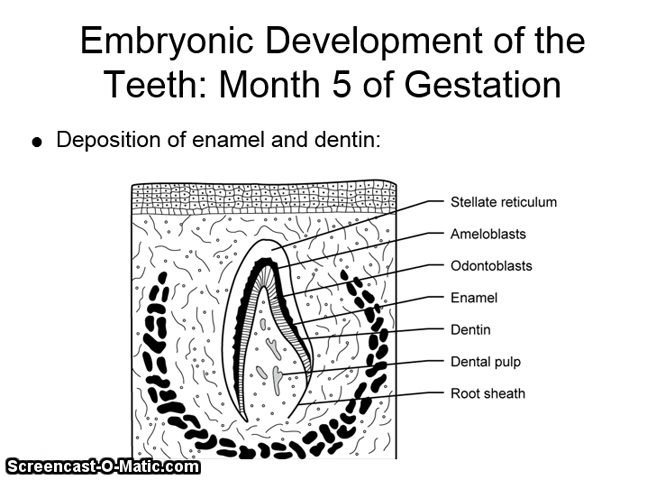 Embryonic Development of the
Teeth: Month 5 of Gestation
● Deposition of enamel and dentin:
Stellate reticulum
Ameloblasts
Odontoblasts
Enamel
Dentin
Dental pulp
Root sheath
Screencast-O-Matic.com